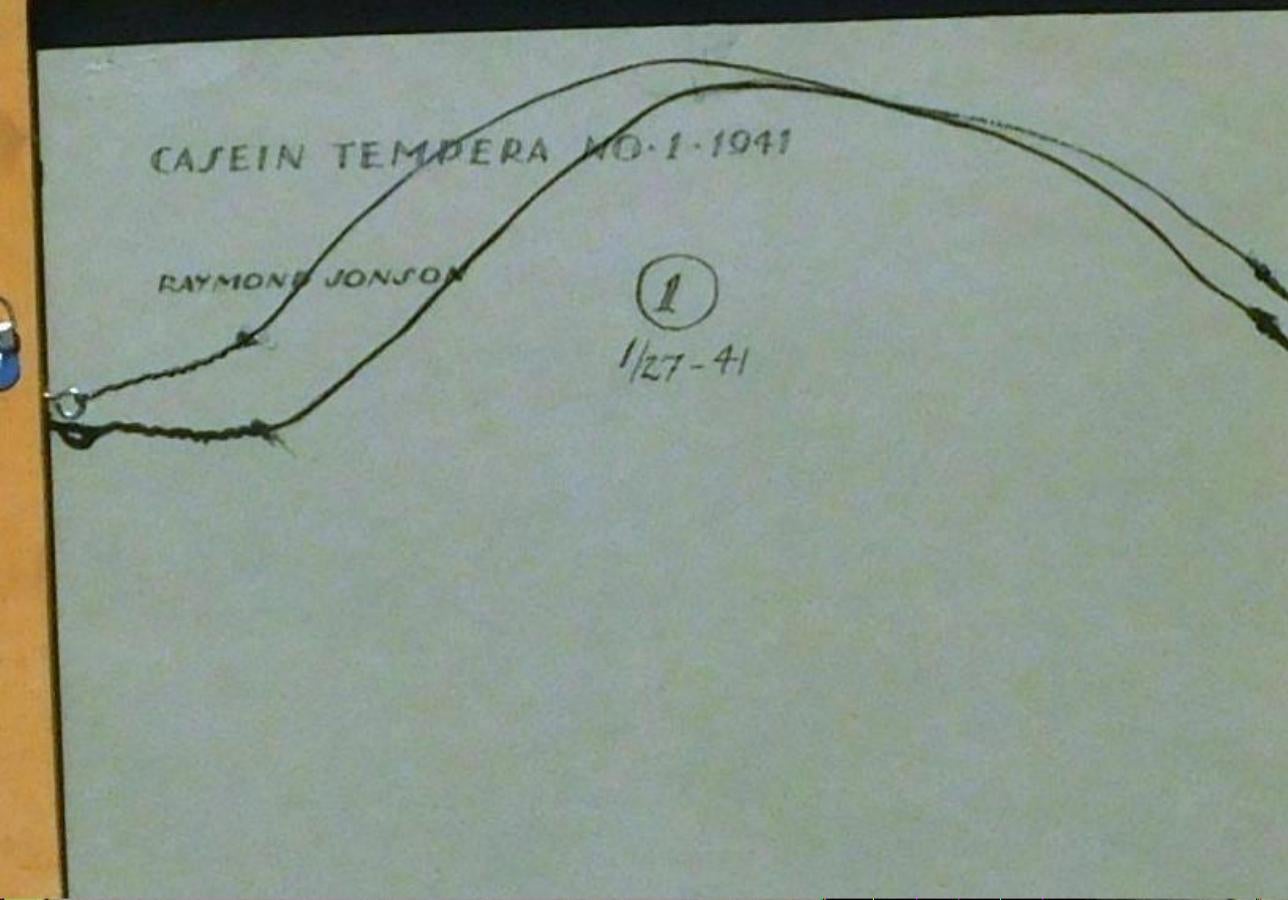 CASEIN TEMPERA NO·1·1941
RAYMOND JONSON
1
1/27-41